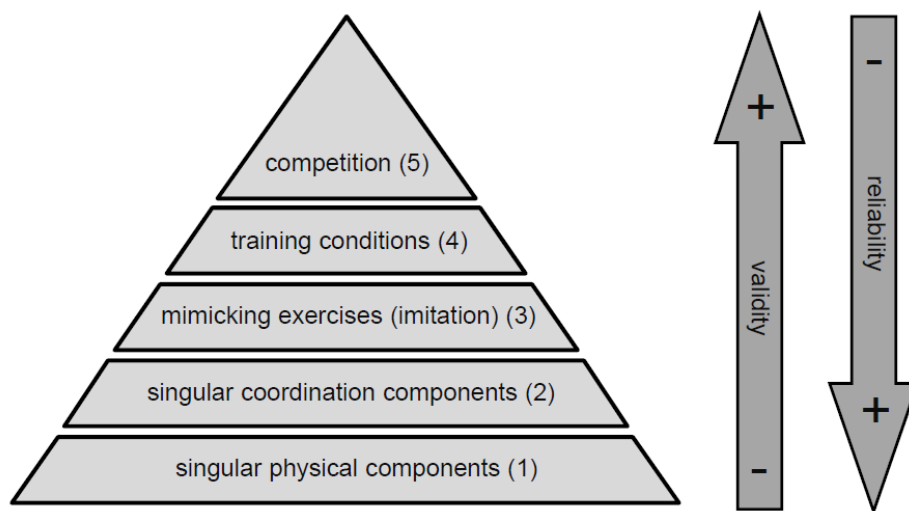 competition (5)
training conditions (4)
mimicking exercises (imitation) (3)
singular coordination components (2)
singular physical components (1)
+
validity
-
-
reliability
+